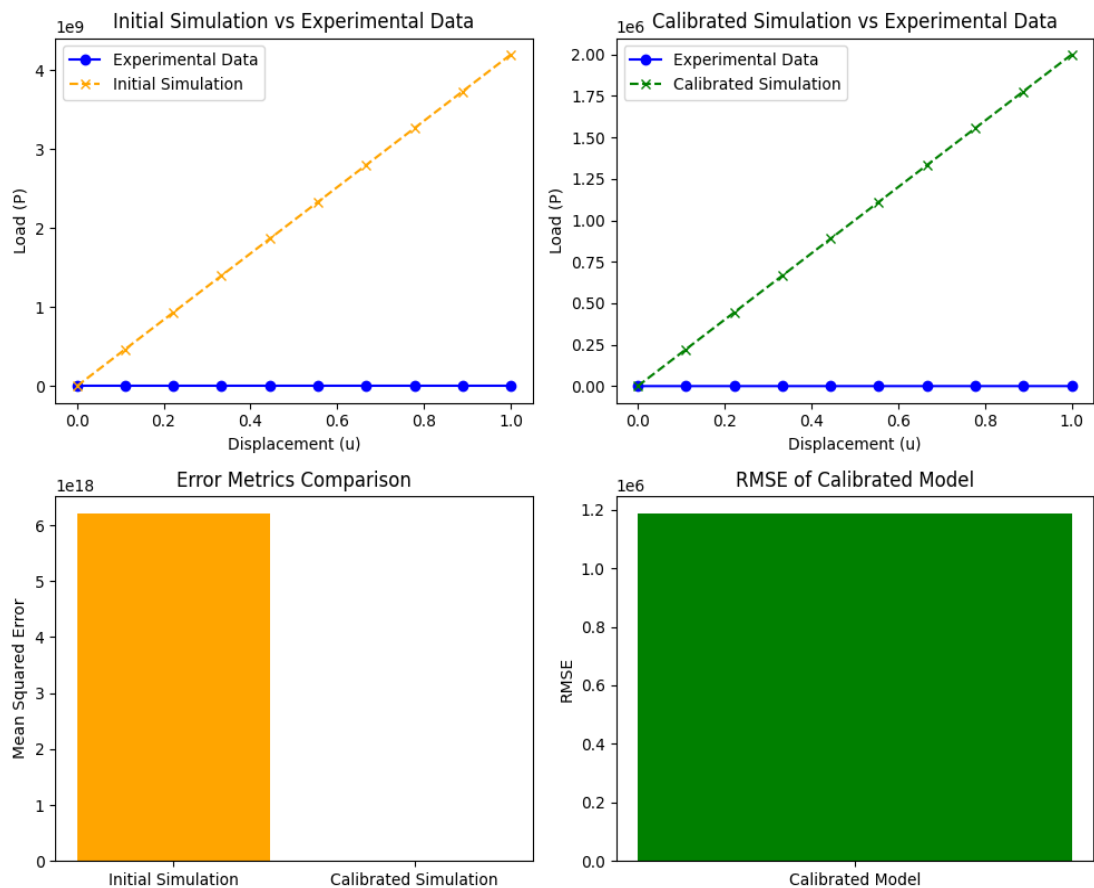 Initial Simulation vs Experimental Data
1e9
Experimental Data
Initial Simulation
Load (P)
4
3
2
1
0
0.0 0.2 0.4 0.6 0.8 1.0
Displacement (u)
Calibrated Simulation vs Experimental Data
1e6
Experimental Data
Calibrated Simulation
Load (P)
2.00
1.75
1.50
1.25
1.00
0.75
0.50
0.25
0.00
0.0 0.2 0.4 0.6 0.8 1.0
Displacement (u)
Error Metrics Comparison
1e18
Mean Squared Error
6
5
4
3
2
1
0
Initial Simulation Calibrated Simulation
RMSE of Calibrated Model
1e6
RMSE
1.2
1.0
0.8
0.6
0.4
0.2
0.0
Calibrated Model